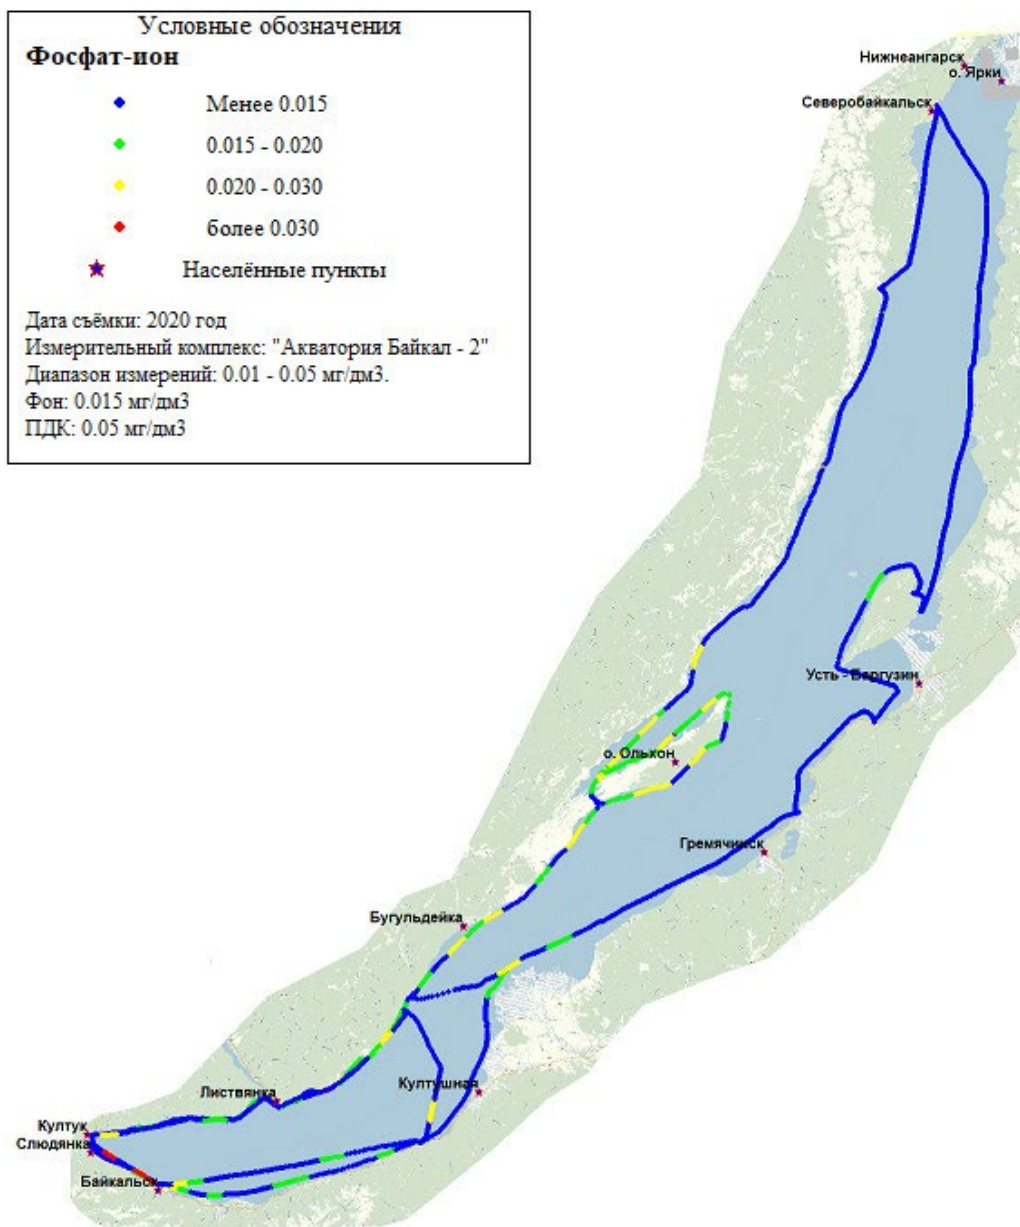 Условные обозначения
Фосфат-ион
Менее 0.015
0.015 - 0.020
0.020 - 0.030
более 0.030
Населённые пункты
Дата съёмки: 2020 год
Измерительный комплекс: "Акватория Байкал - 2"
Диапазон измерений: 0.01 - 0.05 мг/дм3.
Фон: 0.015 мг/дм3
ПДК: 0.05 мг/дм3
Нижнеангарск
о. Ярки
Северобайкальск
Усть - Баргузин
о. Ольхон
Гремячинск
Бугульдейка
Култушная
Листвянка
Култук
Слюдянка
Байкальск